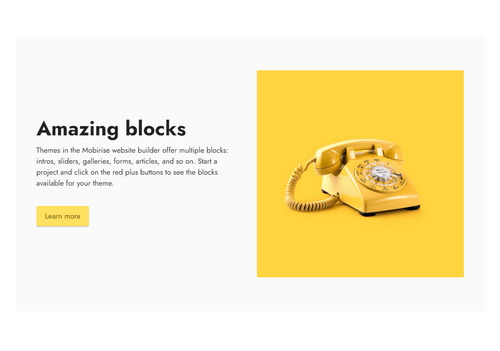 Amazing blocks
Themes in the Mobirise website builder offer multiple blocks:
intros, sliders, galleries, forms, articles, and so on. Start a
project and click on the red plus buttons to see the blocks
available for your theme.
Learn more